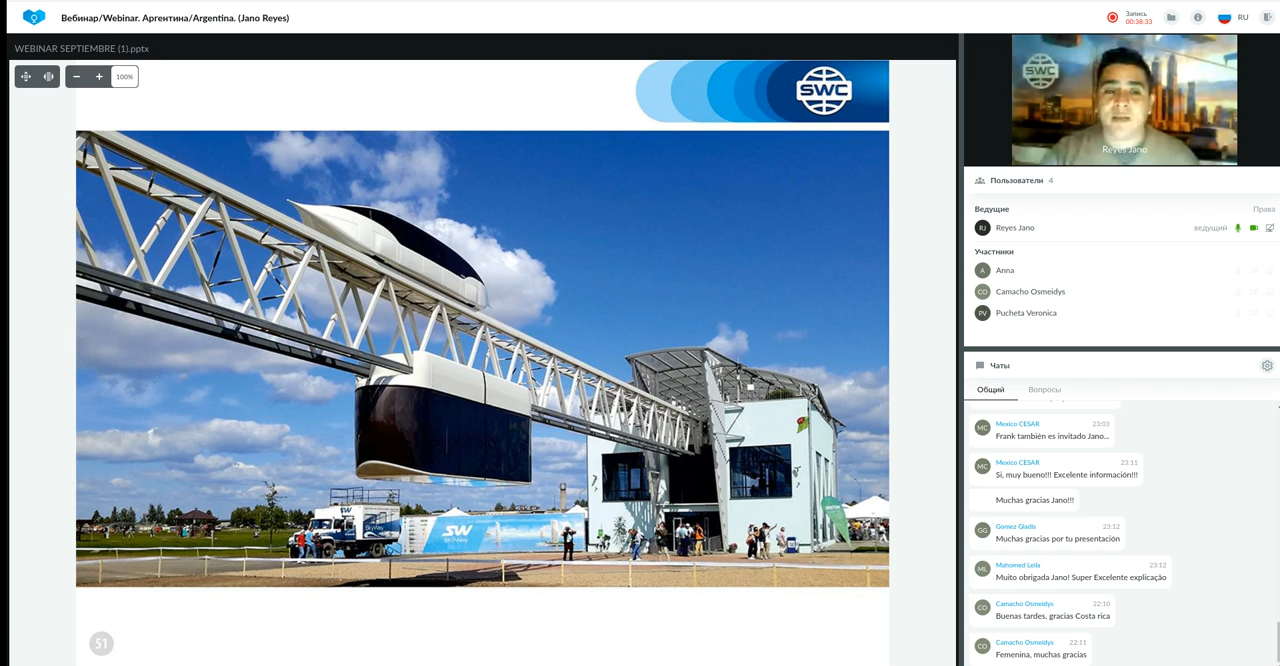 Вебинар/Webinar. Аргентина/Argentina. (Jano Reyes)
Запись
00:38:33
RU
WEBINAR SEPTIEMBRE (1).pptx
100%
SWC
SWC
Reyes Jano
Пользователи 4
Ведущие Права
RJ Reyes Jano ведущий
Участники
A Anna
CO Camacho Osmeidys
PV Pucheta Veronica
Чаты
Общий Вопросы
MC Mexico CESAR 23:03
Frank también es invitado Jano...
MC Mexico CESAR 23:11
Si, muy bueno!!! Excelente información!!!
Muchas gracias Jano!!!
GG Gomez Gladis 23:12
Muchas gracias por tu presentación
ML Mahomed Leila 23:12
Muito obrigada Jano! Super Excelente explicação
CO Camacho Osmeidys 22:10
Buenas tardes, gracias Costa rica
CO Camacho Osmeidys 22:11
Femenina, muchas gracias
SW
SkyWay
SW
51